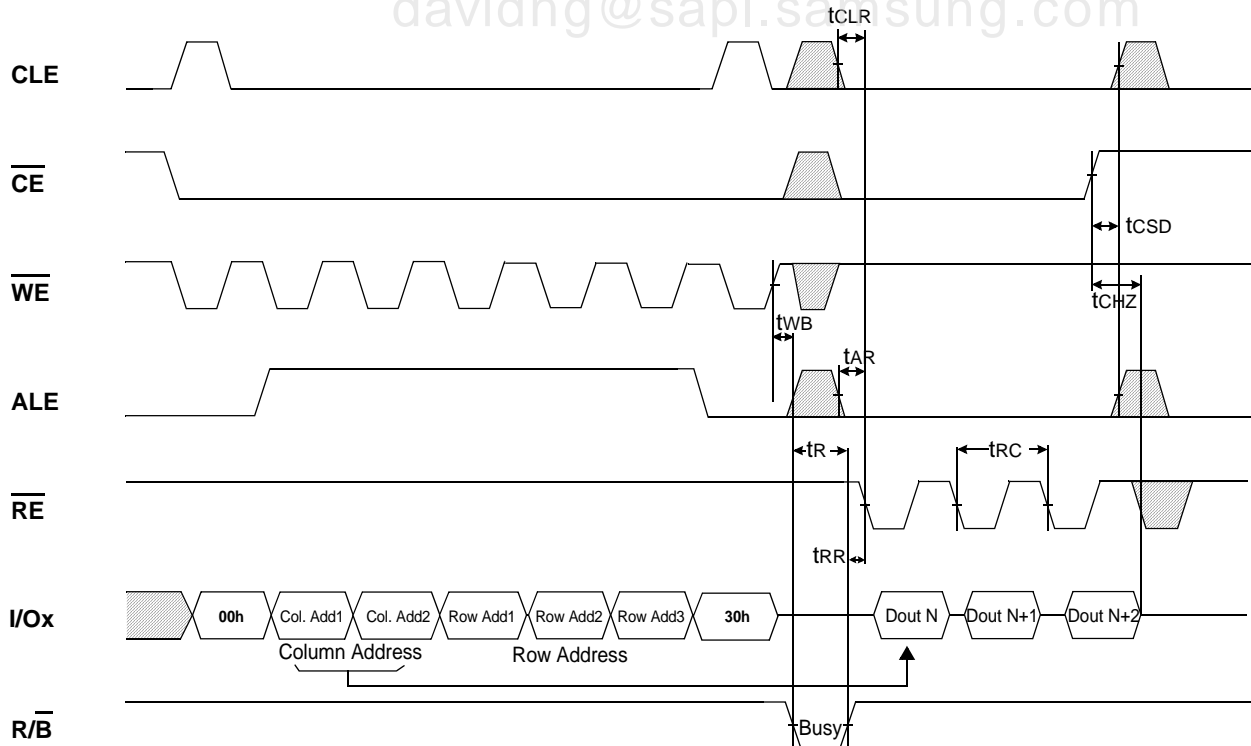 davidng@sapi.samsung.com
tCLR
CLE
CE
tCSD
WE
tCHZ
tWB
tAR
ALE
tR
tRC
RE
tRR
I/Ox
00h
Col. Add1
Col. Add2
Row Add1
Row Add2
Row Add3
30h
Dout N
Dout N+1
Dout N+2
Column Address
Row Address
R/B
Busy